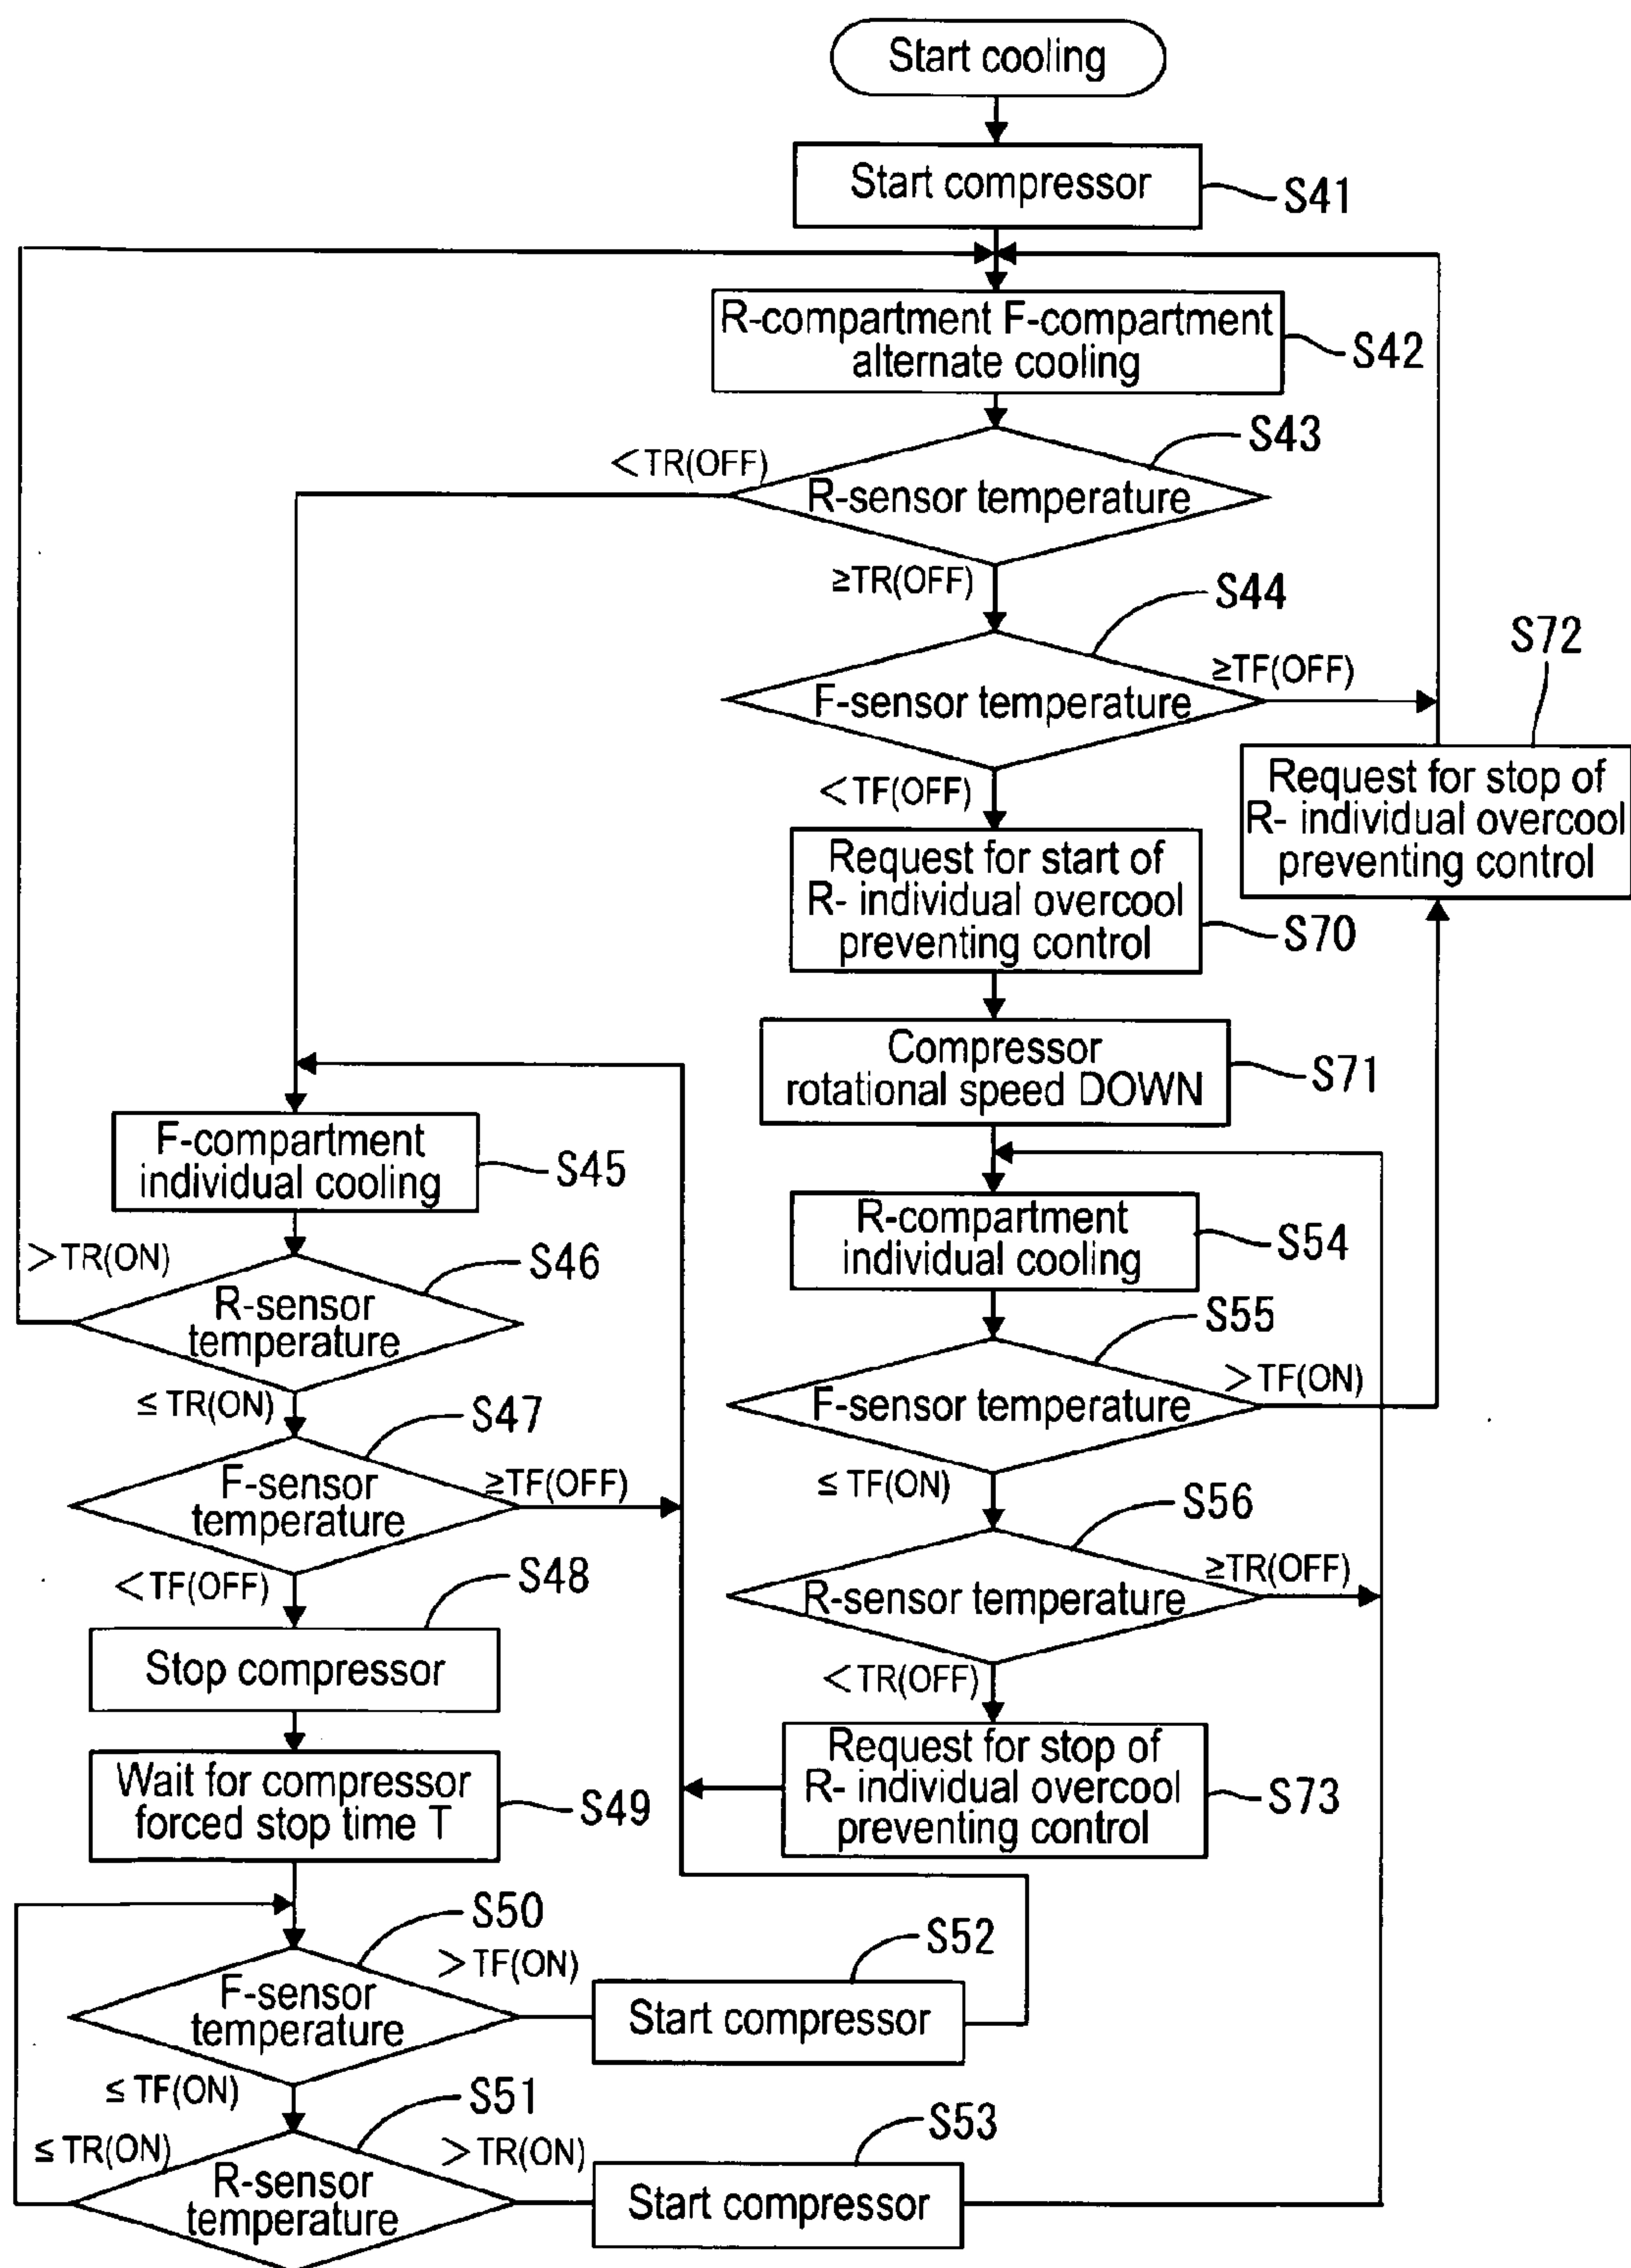 Start cooling
Start compressor
S41
R-compartment F-compartment
alternate cooling
S42
S43
<TR(OFF)
R-sensor temperature
≥TR(OFF)
S44
≥TF(OFF)
F-sensor temperature
<TF(OFF)
S72
Request for stop of
R- individual overcool
preventing control
Request for start of
R- individual overcool
preventing control
S70
Compressor
rotational speed DOWN
S71
F-compartment
individual cooling
S45
R-compartment
individual cooling
S54
>TR(ON)
S46
R-sensor
temperature
≤ TR(ON)
S55
>TF(ON)
F-sensor temperature
≤ TF(ON)
S47
F-sensor
temperature
≥TF(OFF)
<TF(OFF)
S56
≥TR(OFF)
R-sensor temperature
<TR(OFF)
S48
Stop compressor
Wait for compressor
forced stop time T
S49
Request for stop of
R- individual overcool
preventing control
S73
S50
>TF(ON)
F-sensor
temperature
≤ TF(ON)
S52
Start compressor
S51
≤ TR(ON)
>TR(ON)
R-sensor
temperature
S53
Start compressor